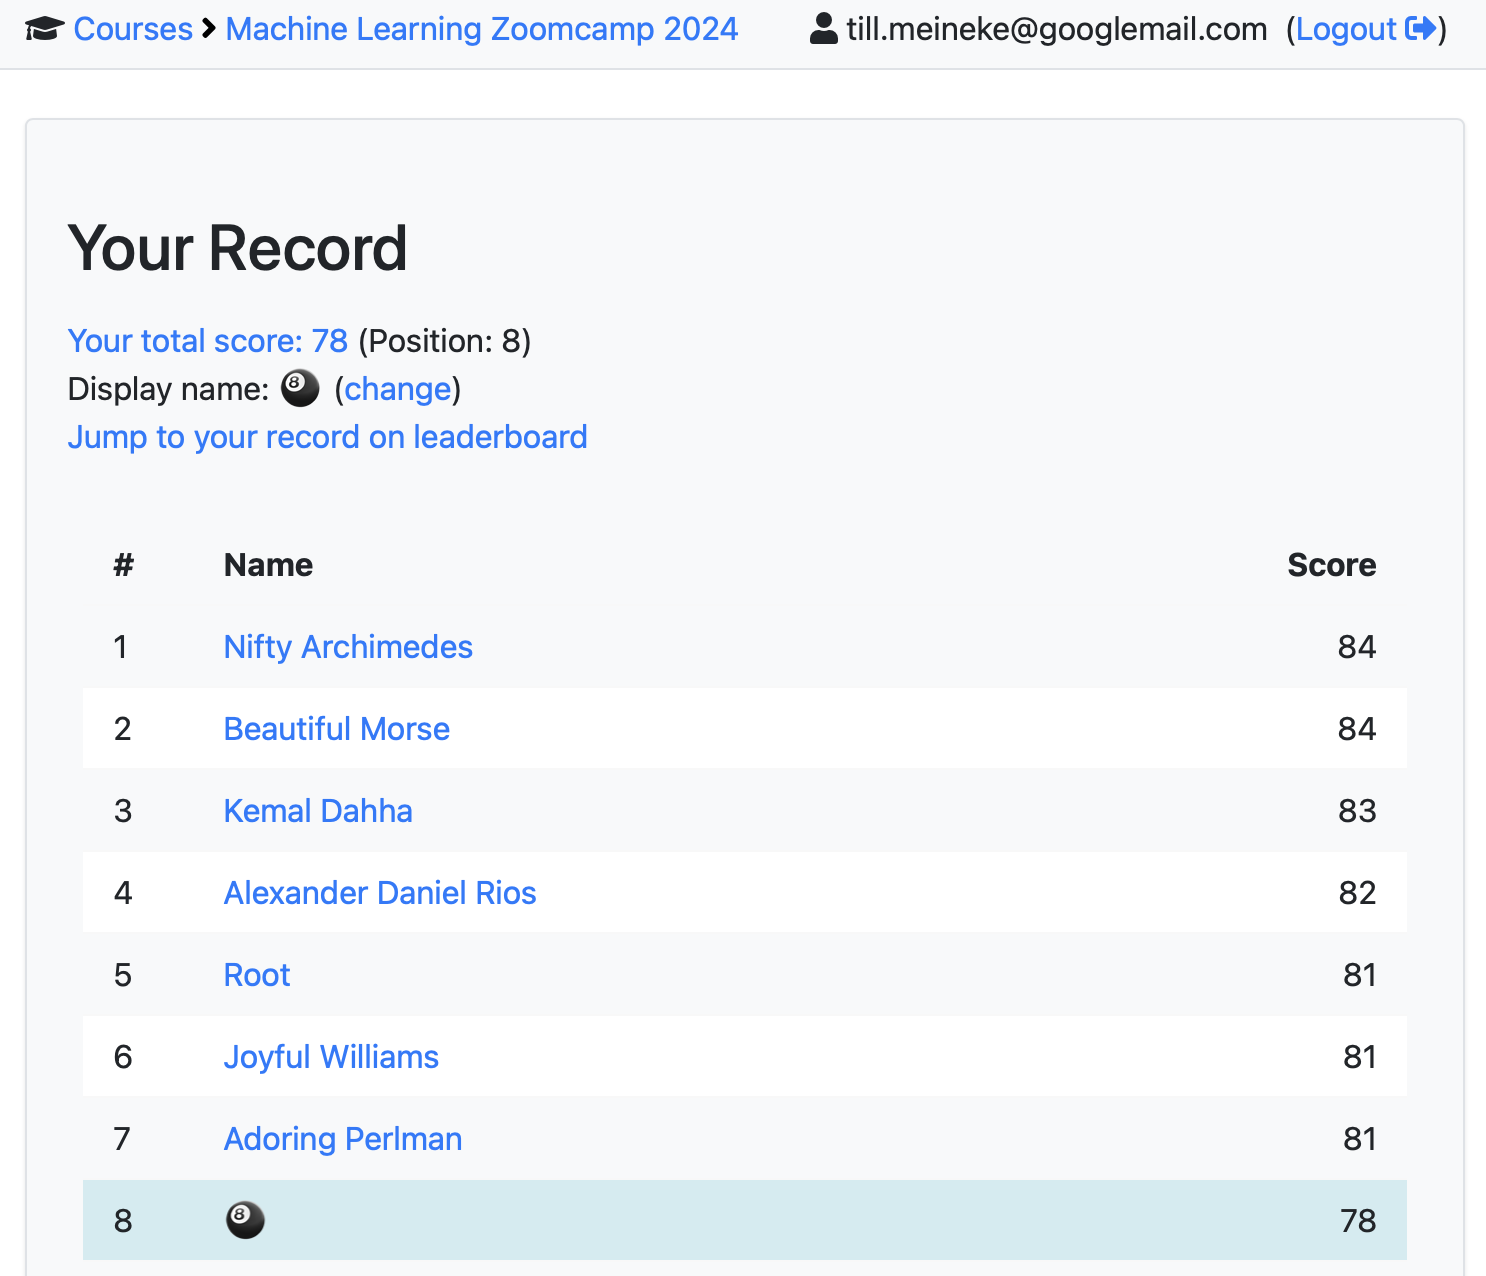 Courses Machine Learning Zoomcamp 2024 till.meineke@googlemail.com (Logout)
Your Record
Your total score: 78 (Position: 8)
Display name: 🎱 (change)
Jump to your record on leaderboard
# Name Score
1 Nifty Archimedes 84
2 Beautiful Morse 84
3 Kemal Dahha 83
4 Alexander Daniel Rios 82
5 Root 81
6 Joyful Williams 81
7 Adoring Perlman 81
8 🎱 78